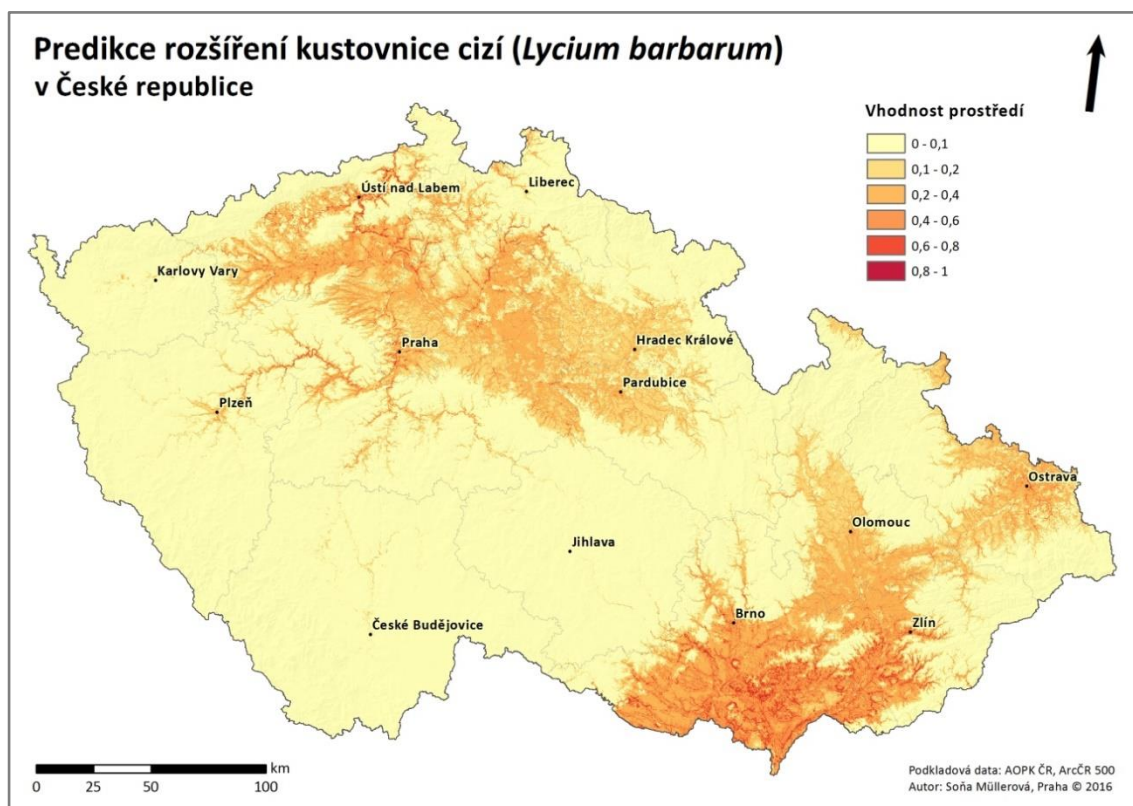 Predikce rozšíření kustovnice cizí (Lycium barbarum)
v České republice
Vhodnost prostředí
0 - 0,1
0,1 - 0,2
0,2 - 0,4
0,4 - 0,6
0,6 - 0,8
0,8 - 1
Ústí nad Labem
Liberec
Karlovy Vary
Praha
Hradec Králové
Pardubice
Plzeň
Ostrava
Olomouc
Jihlava
Brno
Zlín
České Budějovice
km
0 25 50 100
Podkladová data: AOPK ČR, ArcČR 500
Autor: Soňa Müllerová, Praha © 2016